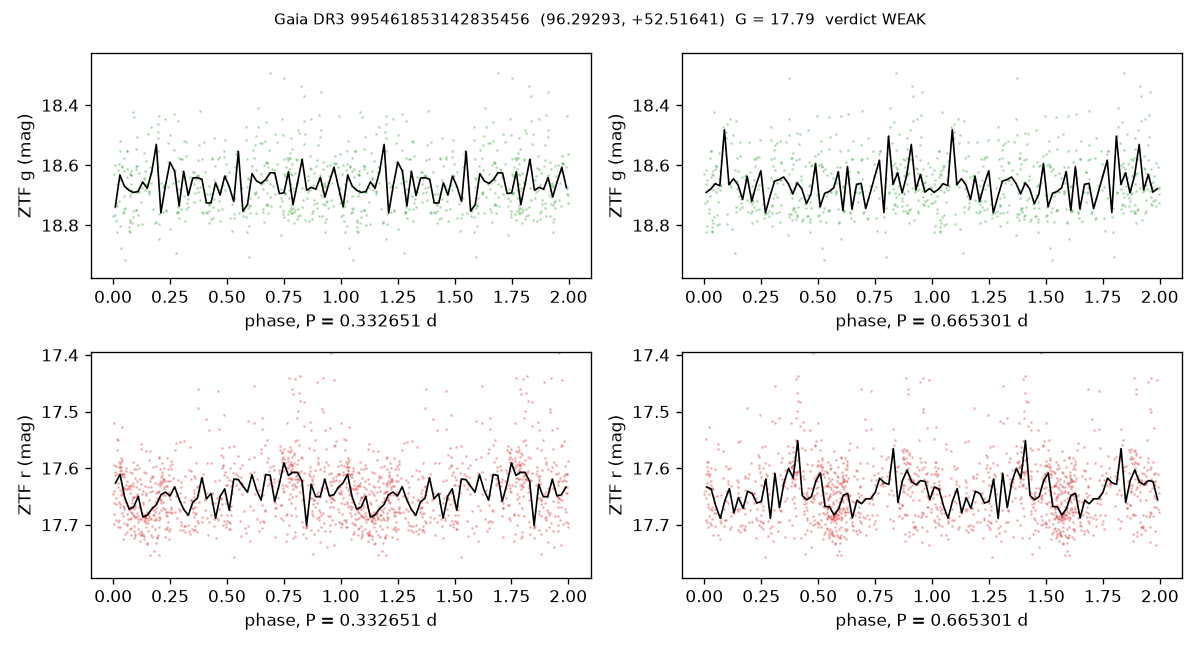 Gaia DR3 995461853142835456 (96.29293, +52.51641) G = 17.79 verdict WEAK
ZTF g (mag)
18.4
18.6
18.8
0.00 0.25 0.50 0.75 1.00 1.25 1.50 1.75 2.00
phase, P = 0.332651 d
ZTF g (mag)
18.4
18.6
18.8
0.00 0.25 0.50 0.75 1.00 1.25 1.50 1.75 2.00
phase, P = 0.665301 d
ZTF r (mag)
17.4
17.5
17.6
17.7
0.00 0.25 0.50 0.75 1.00 1.25 1.50 1.75 2.00
phase, P = 0.332651 d
ZTF r (mag)
17.4
17.5
17.6
17.7
0.00 0.25 0.50 0.75 1.00 1.25 1.50 1.75 2.00
phase, P = 0.665301 d